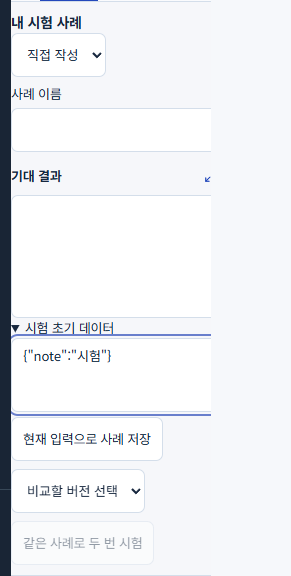 내 시험 사례
직접 작성
사례 이름
기대 결과
▼ 시험 초기 데이터
{"note":"시험"}
현재 입력으로 사례 저장
비교할 버전 선택
같은 사례로 두 번 시험